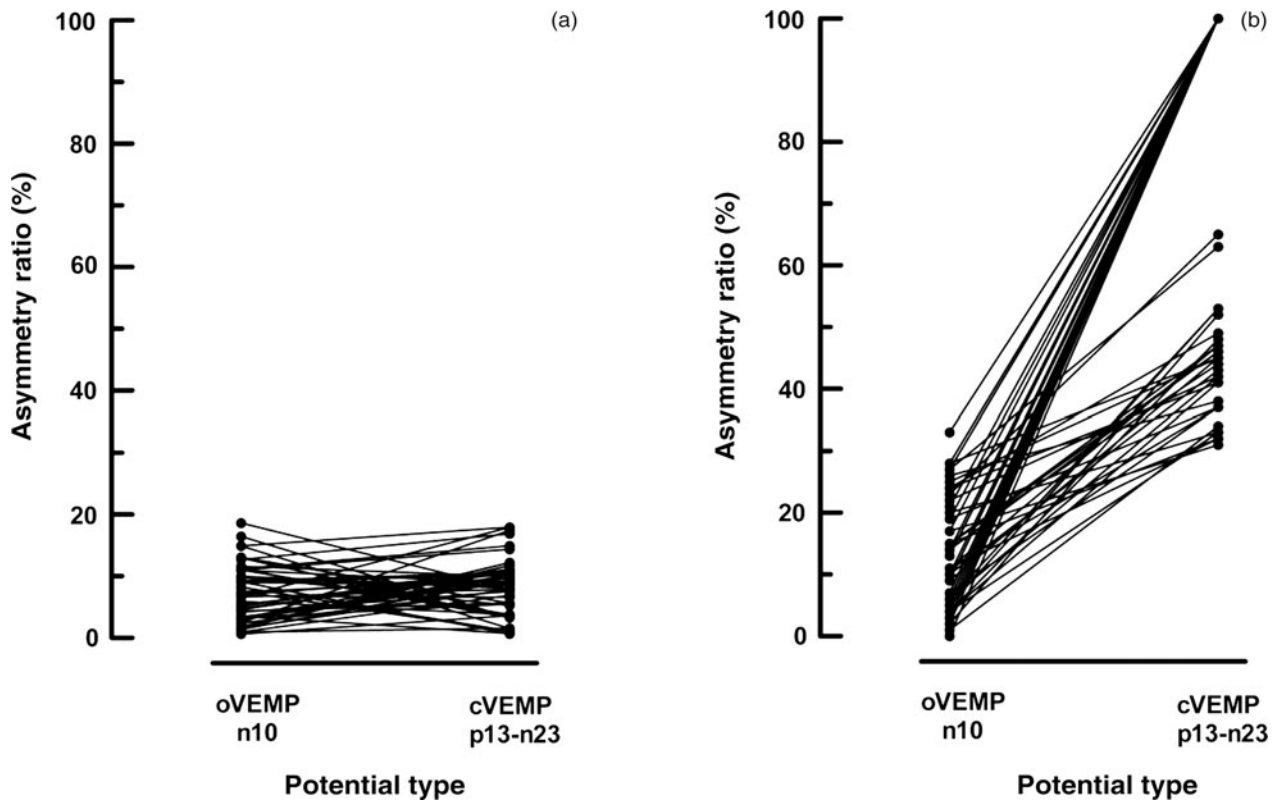 (a)
100
80
60
40
20
0
Asymmetry ratio (%)
oVEMP
n10
cVEMP
p13-n23
Potential type
(b)
100
80
60
40
20
0
Asymmetry ratio (%)
oVEMP
n10
cVEMP
p13-n23
Potential type